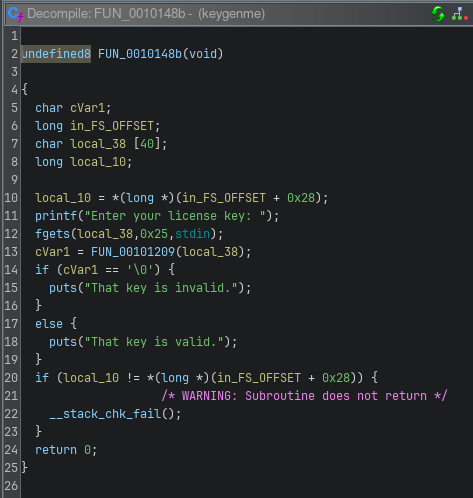 Decompile: FUN_0010148b - (keygenme)
1
2 undefined8 FUN_0010148b(void)
3
4 {
5   char cVar1;
6   long in_FS_OFFSET;
7   char local_38 [40];
8   long local_10;
9
10   local_10 = *(long *)(in_FS_OFFSET + 0x28);
11   printf("Enter your license key: ");
12   fgets(local_38,0x25,stdin);
13   cVar1 = FUN_00101209(local_38);
14   if (cVar1 == '\0') {
15     puts("That key is invalid.");
16   }
17   else {
18     puts("That key is valid.");
19   }
20   if (local_10 != *(long *)(in_FS_OFFSET + 0x28)) {
21                     /* WARNING: Subroutine does not return */
22     __stack_chk_fail();
23   }
24   return 0;
25 }
26